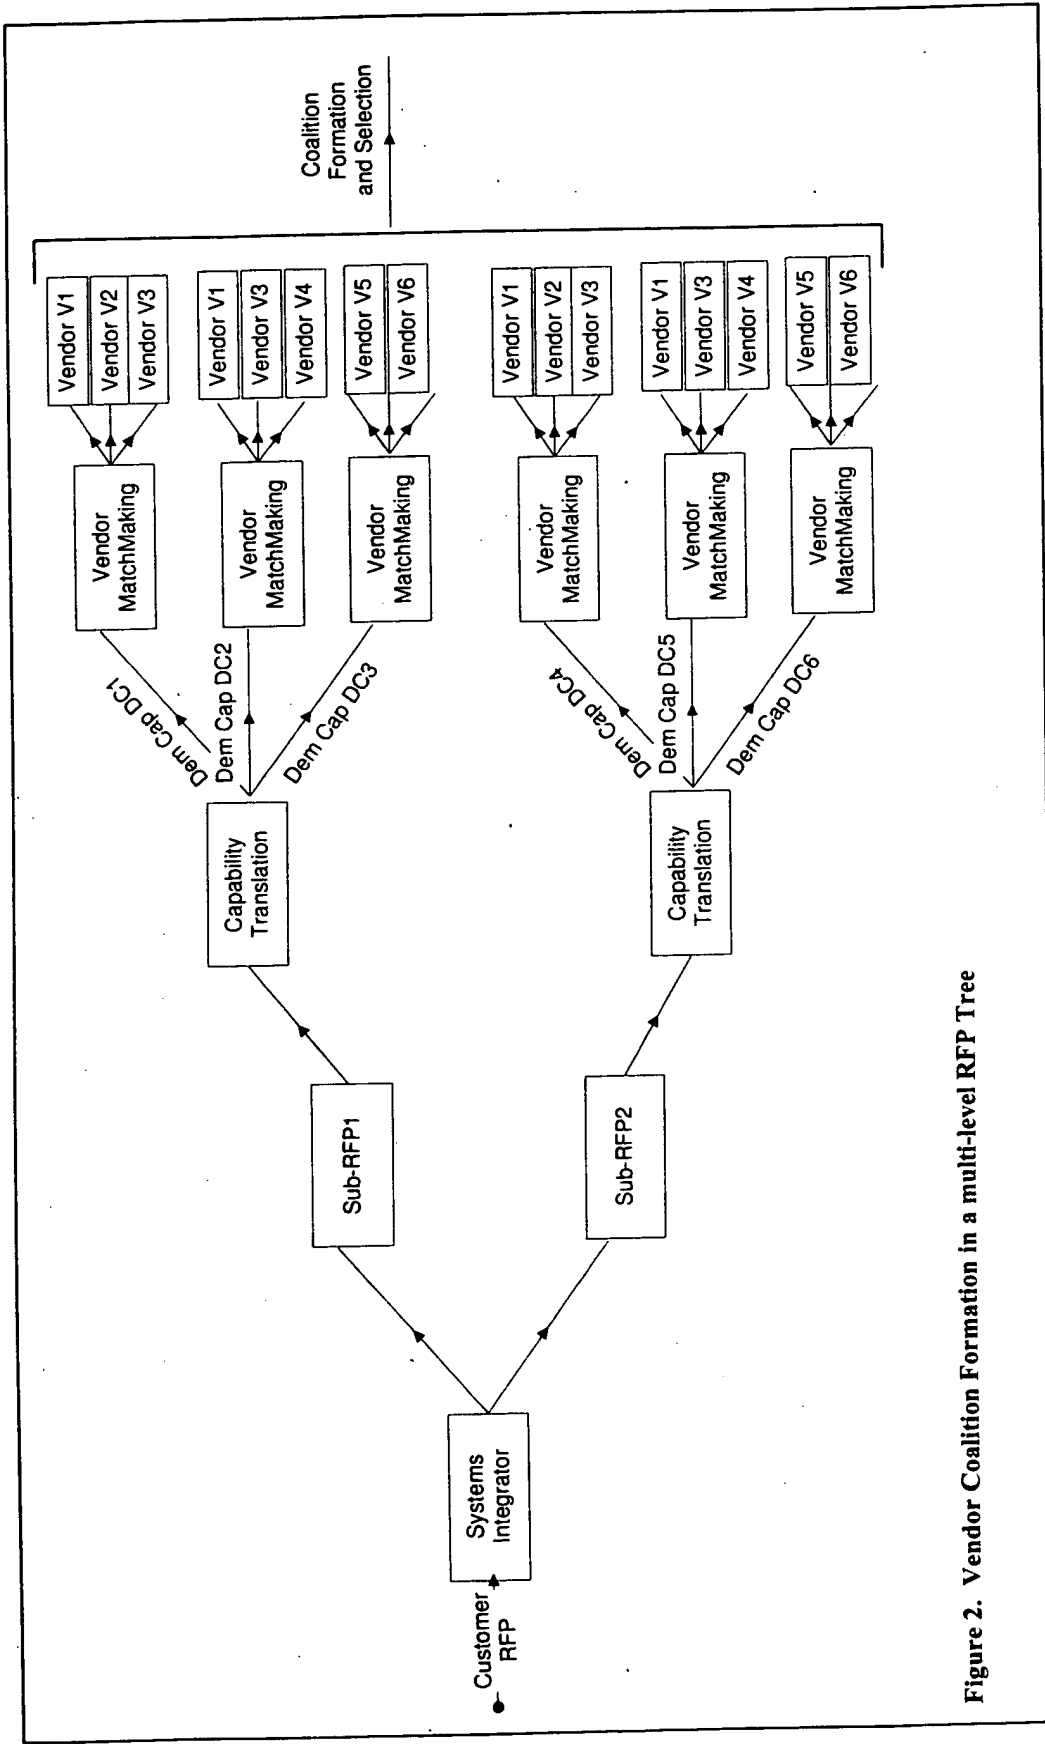 Customer
RFP
Systems
Integrator
Sub-RFP1
Sub-RFP2
Capability
Translation
Capability
Translation
Dem Cap DC1
Dem Cap DC2
Dem Cap DC3
Dem Cap DC4
Dem Cap DC5
Dem Cap DC6
Vendor
MatchMaking
Vendor
MatchMaking
Vendor
MatchMaking
Vendor
MatchMaking
Vendor
MatchMaking
Vendor
MatchMaking
Vendor V1
Vendor V2
Vendor V3
Vendor V1
Vendor V3
Vendor V4
Vendor V5
Vendor V6
Vendor V1
Vendor V2
Vendor V3
Vendor V1
Vendor V3
Vendor V4
Vendor V5
Vendor V6
Coalition
Formation
and Selection
Figure 2. Vendor Coalition Formation in a multi-level RFP Tree